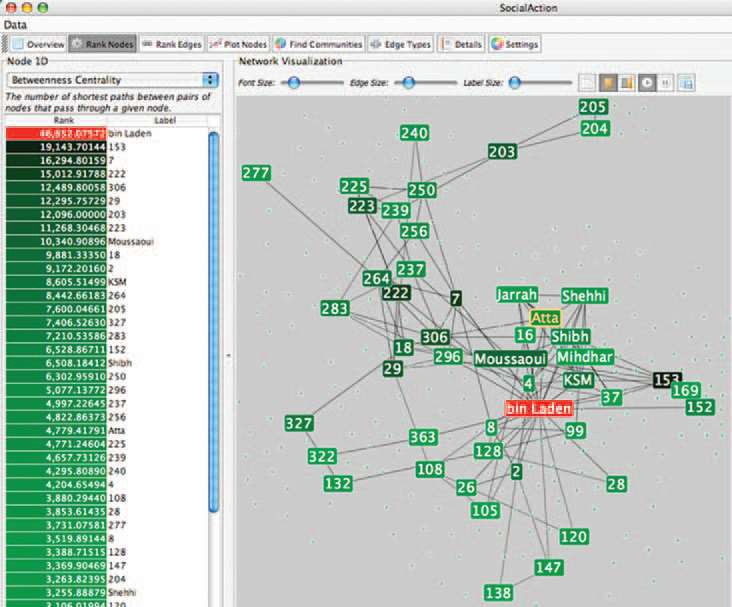 SocialAction
Data
Overview Rank Nodes Rank Edges Plot Nodes Find Communities Edge Types Details Settings
Node 1D
Betweenness Centrality
The number of shortest paths between pairs of
nodes that pass through a given node.
Rank Label
bin Laden
19,143.70144 153
16,294.80159 7
15,012.91788 222
12,489.80058 306
12,295.75729 29
12,096.00000 203
11,268.30468 223
10,340.90896 Moussaoui
9,881.33350 18
9,172.20160 2
8,605.51499 KSM
8,442.66183 264
7,600.04661 205
7,406.52630 327
7,210.53586 283
6,528.86711 152
6,508.18412 Shibh
6,302.95910 250
5,077.13772 296
4,997.22645 237
4,822.86373 256
4,779.41791 Atta
4,771.24604 225
4,657.73126 239
4,295.80890 240
4,204.65494 4
3,880.29440 108
3,853.61435 28
3,731.07581 277
3,519.89144 8
3,388.71515 128
3,369.90469 147
3,263.82395 204
3,255.88879 Shehhi
3,106.01994 120
Network Visualization
Font Size: Edge Size: Label Size:
205
204
240
203
277
225
250
223
239
256
237
264
222
7
Jarrah
Shehhi
283
Atta
306
16
Shibh
18
296
Moussaoui
Mihdhar
29
4
KSM
153
169
37
bin Laden
152
327
8
99
363
128
322
108
2
132
26
28
105
120
147
138